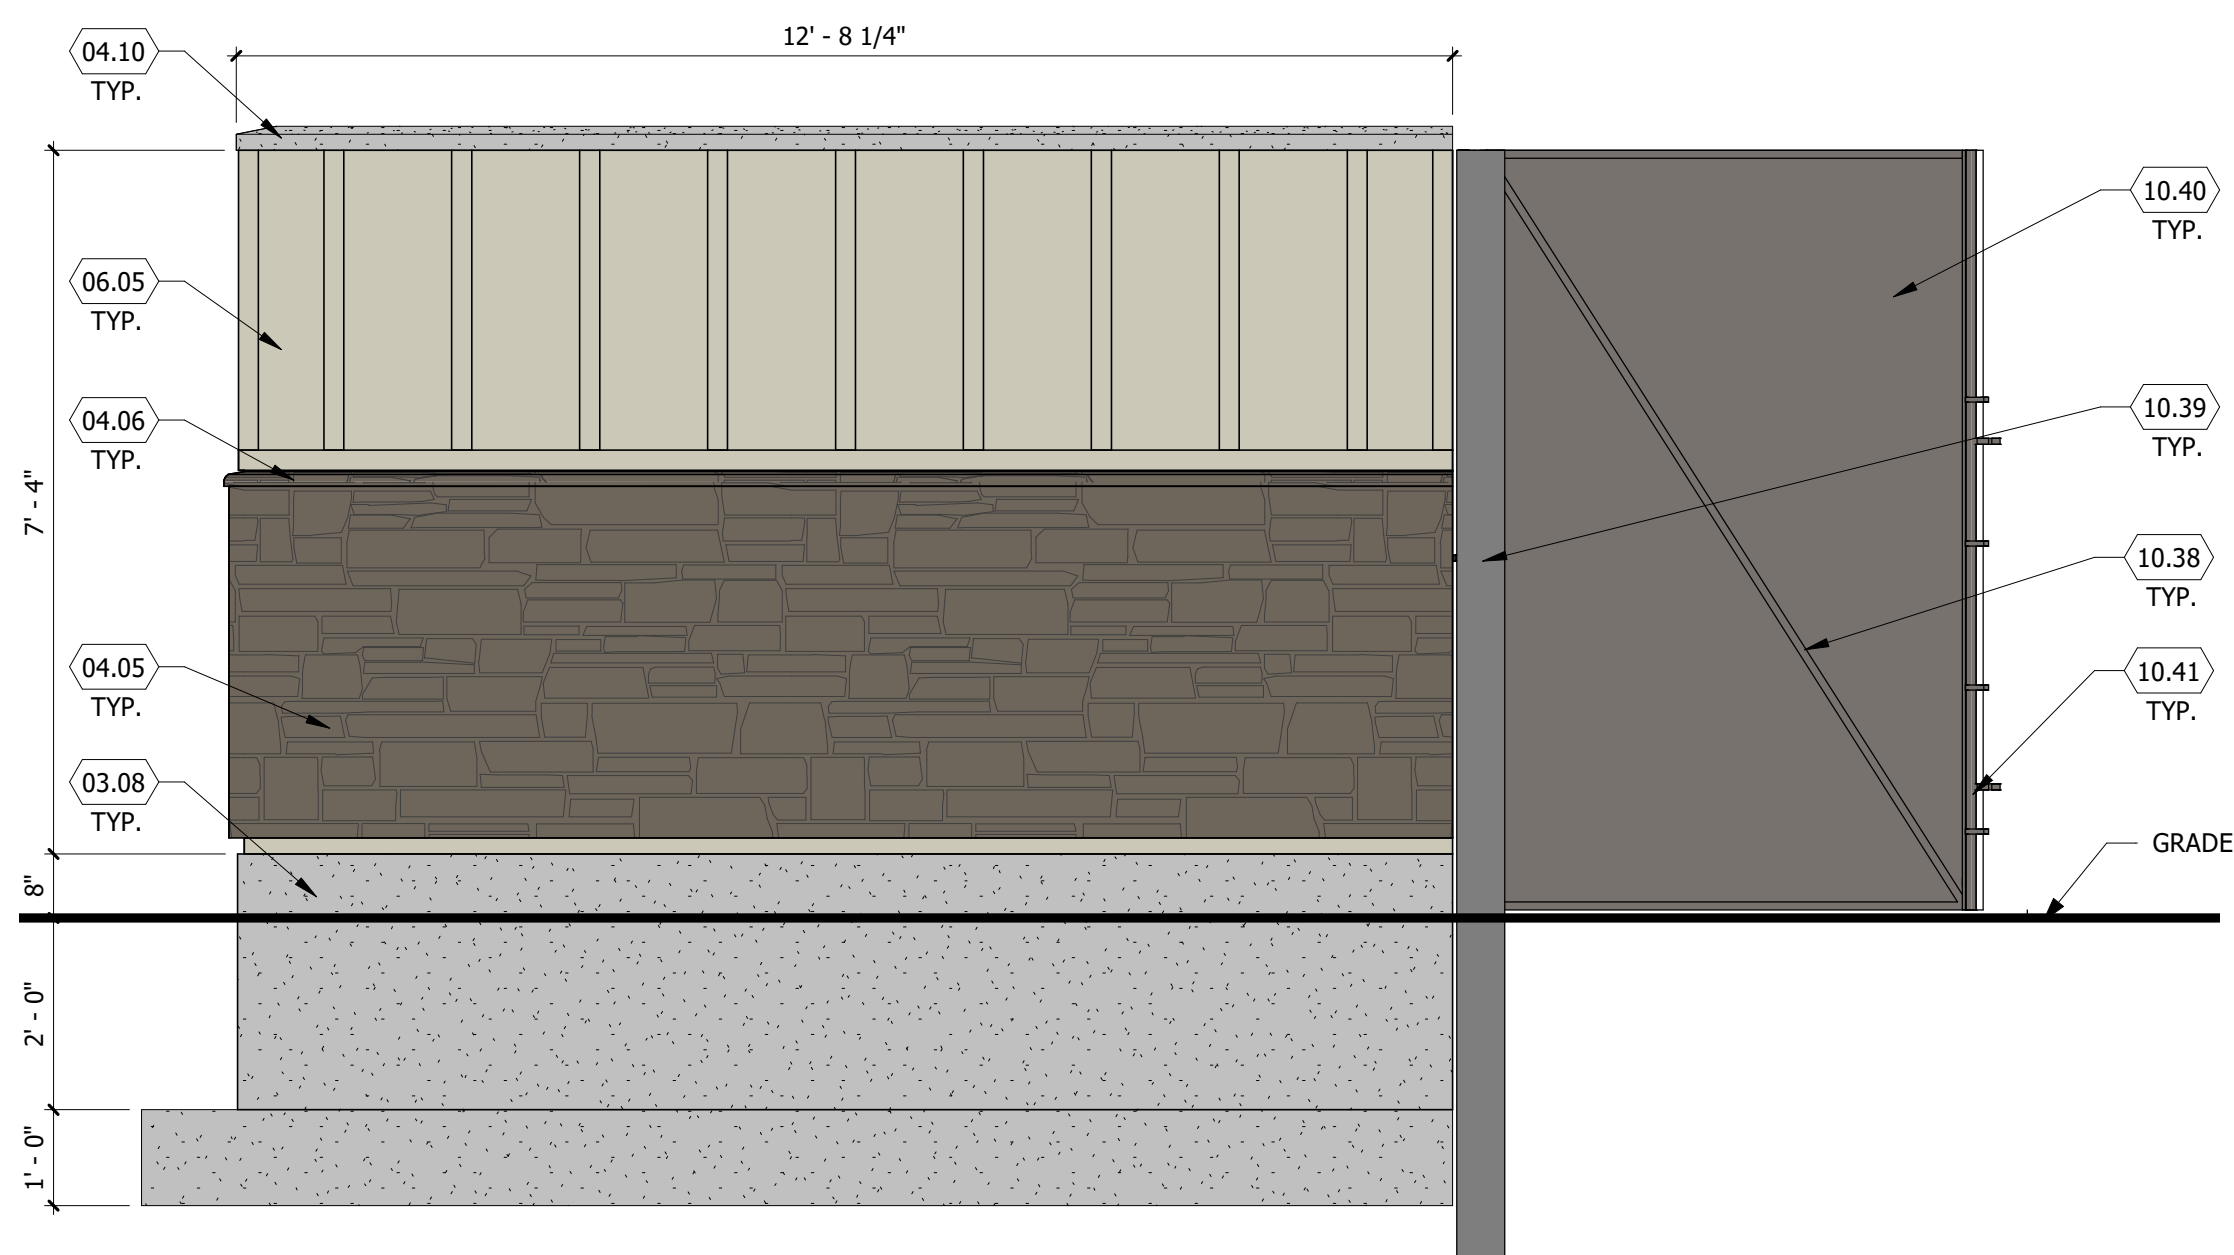 12' - 8 1/4"
04.10
TYP.
06.05
TYP.
04.06
TYP.
04.05
TYP.
03.08
TYP.
7' - 4"
8"
2' - 0"
1' - 0"
10.40
TYP.
10.39
TYP.
10.38
TYP.
10.41
TYP.
GRADE